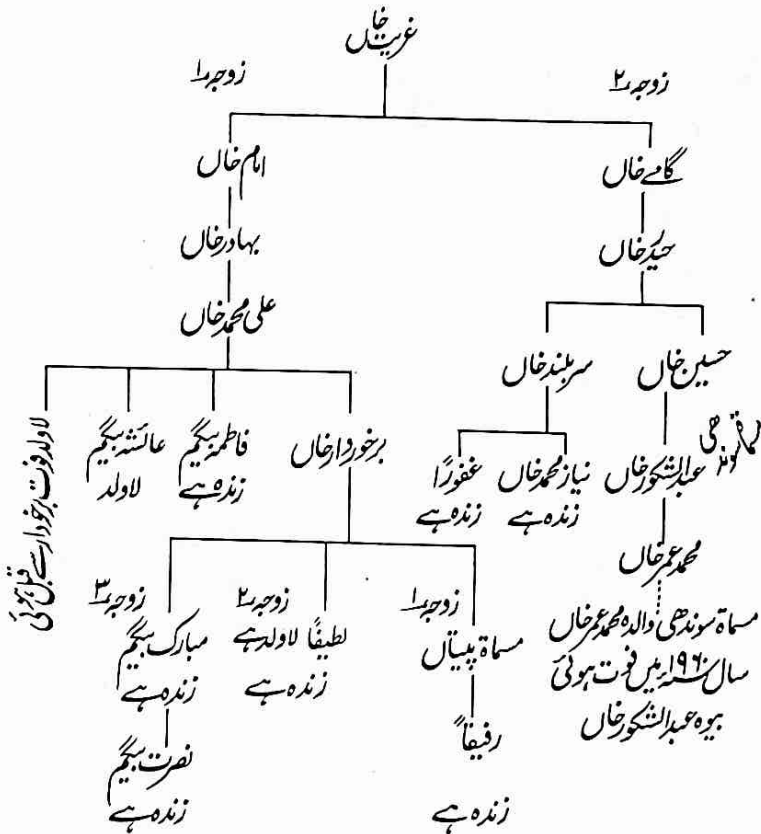 غریب خاں
زوجہ ۲ زوجہ ۱
گامے خاں امام خاں
حیدر خاں بہادر خاں
علی محمد خاں
حسین خاں سربلند خاں
مسماۃ سوندھی
عبدالشکور خاں نیاز محمد خاں غفوراً برخوردار خاں فاطمہ بیگم عائشہ بیگم
زندہ ہے زندہ ہے زندہ ہے لاولد
لاولد فوت برخوردار سے قبل ہوئی
محمد عمر خاں
زوجہ ۱ زوجہ ۲ زوجہ ۳
مسماۃ سوندھی والدہ محمد عمر خاں
سال ۱۹۶۰ء میں فوت ہوئی
بیوہ عبدالشکور خاں
مسماۃ پیتاں لطیفاً لاولد ہے مبارک بیگم
زندہ ہے زندہ ہے
رفیقاً نصرت بیگم
زندہ ہے زندہ ہے